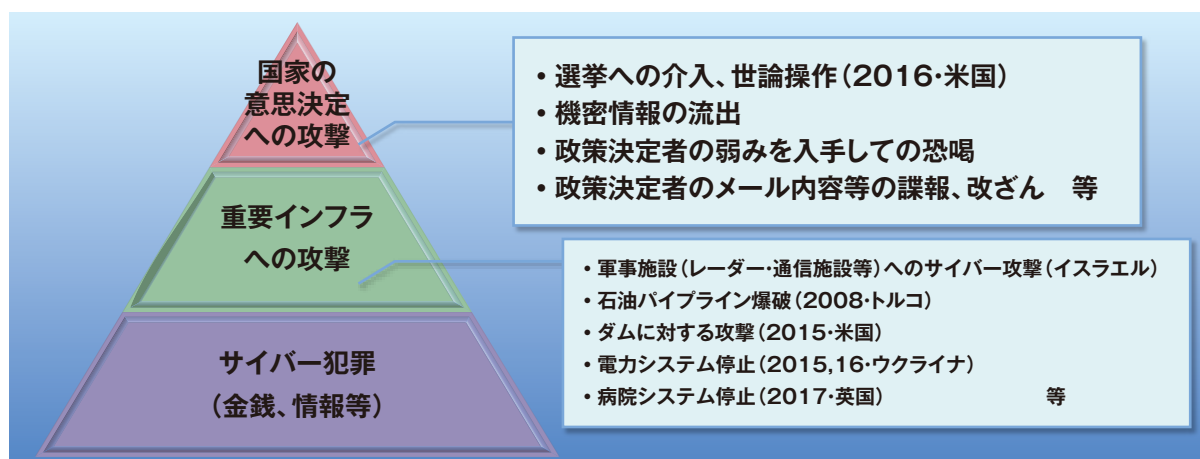 国家の
意思決定
への攻撃
・選挙への介入、世論操作(2016・米国)
・機密情報の流出
・政策決定者の弱みを入手しての恐喝
・政策決定者のメール内容等の諜報、改ざん　等
重要インフラ
への攻撃
・軍事施設(レーダー・通信施設等)へのサイバー攻撃(イスラエル)
・石油パイプライン爆破(2008・トルコ)
・ダムに対する攻撃(2015・米国)
・電力システム停止(2015,16・ウクライナ)
・病院システム停止(2017・英国)　等
サイバー犯罪
(金銭、情報等)